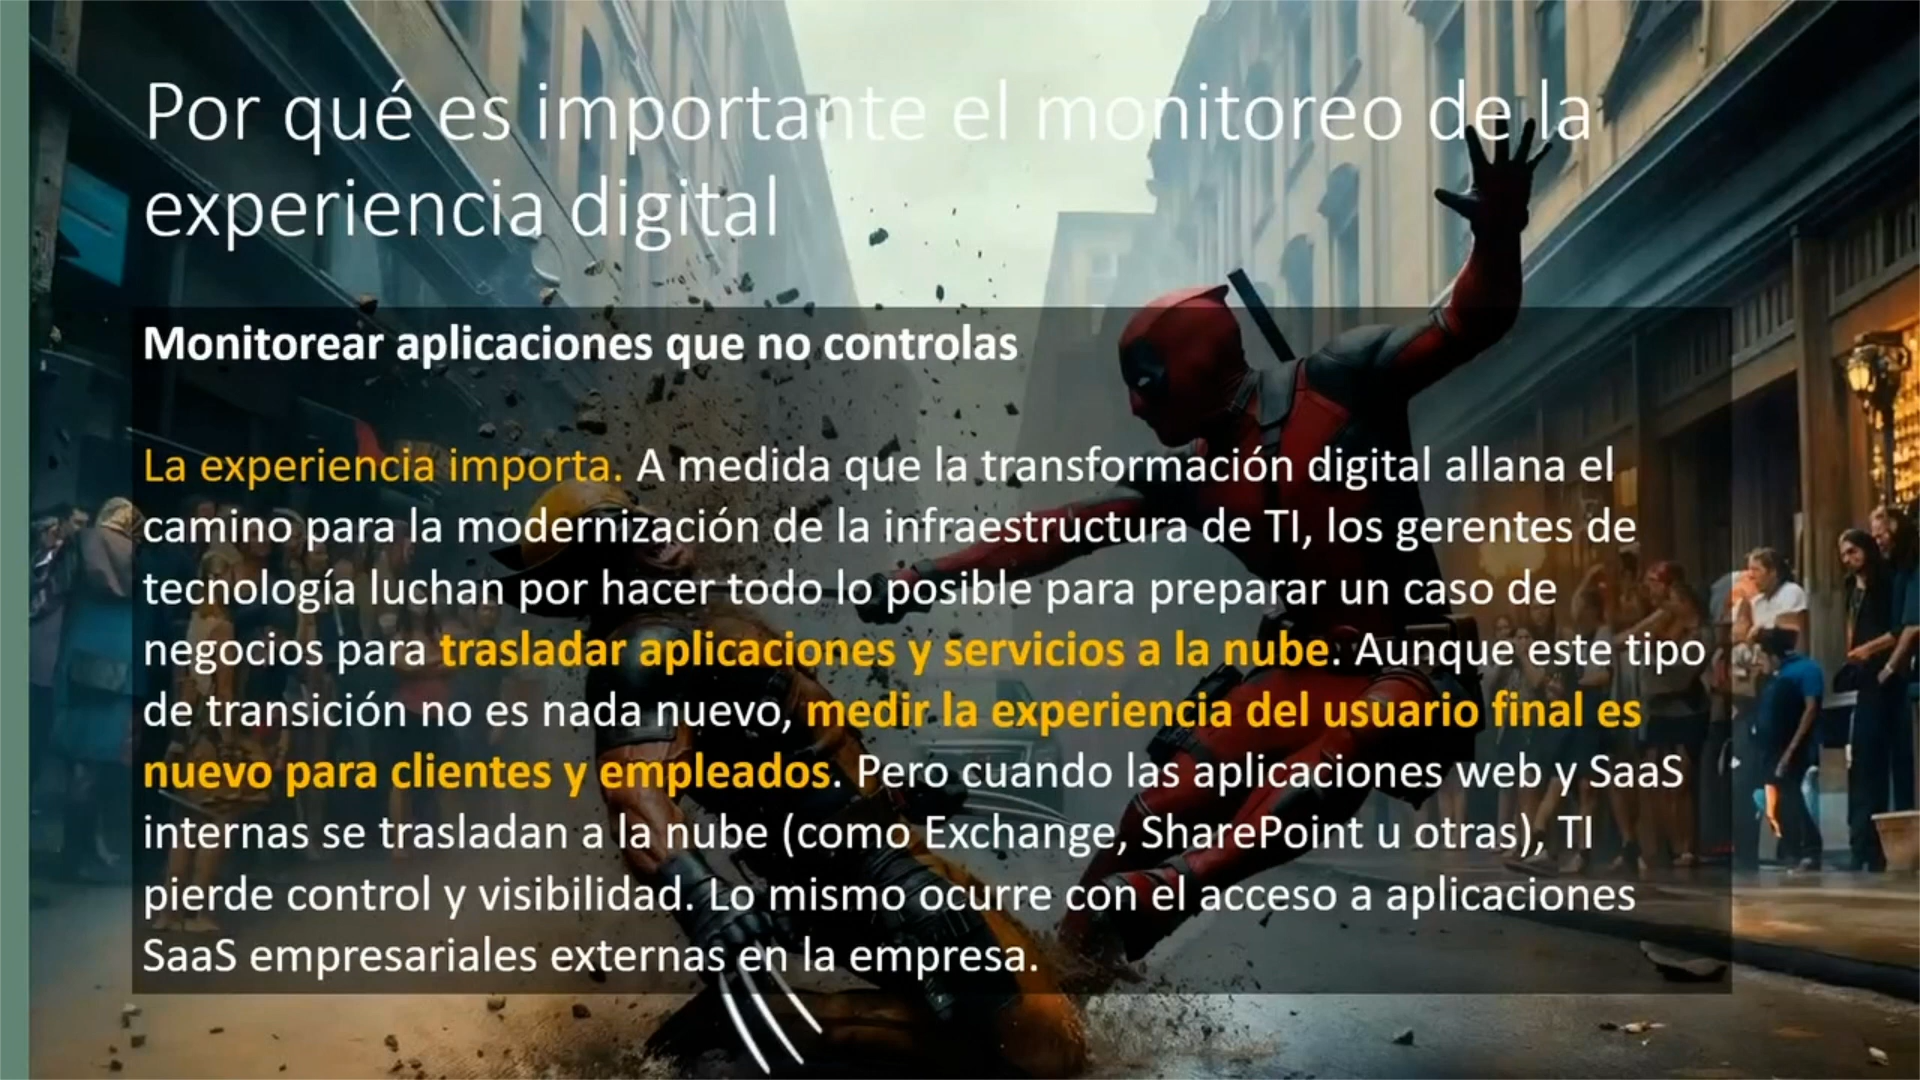 Por qué es importante el monitoreo de la
experiencia digital
Monitorear aplicaciones que no controlas
La experiencia importa. A medida que la transformación digital allana el
camino para la modernización de la infraestructura de TI, los gerentes de
tecnología luchan por hacer todo lo posible para preparar un caso de
negocios para trasladar aplicaciones y servicios a la nube. Aunque este tipo
de transición no es nada nuevo, medir la experiencia del usuario final es
nuevo para clientes y empleados. Pero cuando las aplicaciones web y SaaS
internas se trasladan a la nube (como Exchange, SharePoint u otras), TI
pierde control y visibilidad. Lo mismo ocurre con el acceso a aplicaciones
SaaS empresariales externas en la empresa.